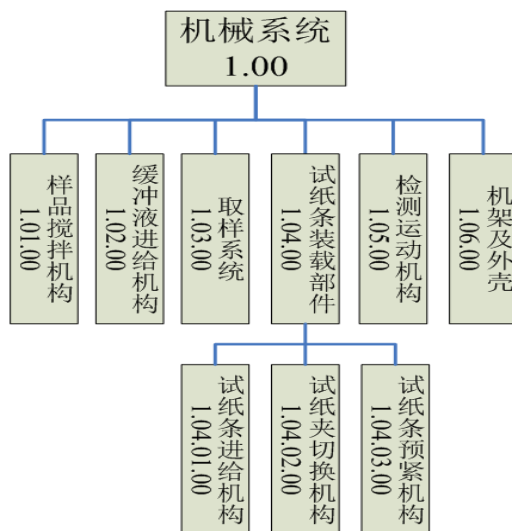 机械系统
1.00
样品搅拌机构
1.01.00
缓冲液进给机构
1.02.00
取样系统
1.03.00
试纸条装载部件
1.04.00
检测运动机构
1.05.00
机架及外壳
1.06.00
试纸条进给机构
1.04.01.00
试纸夹切换机构
1.04.02.00
试纸条预紧机构
1.04.03.00